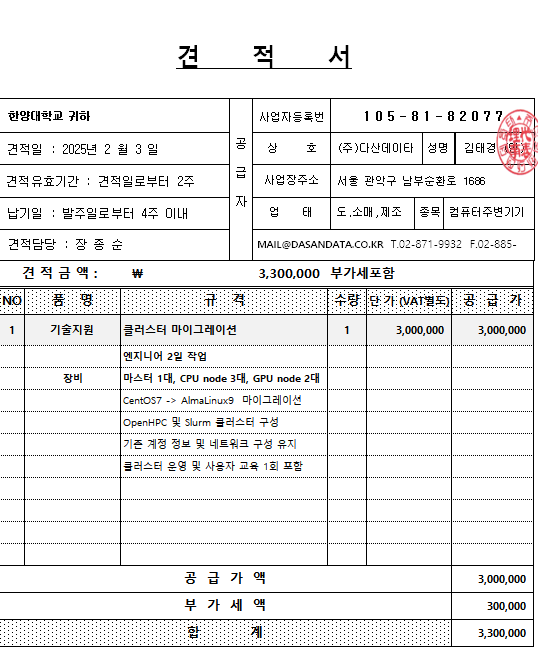 견 적 서
한양대학교 귀하
견적일 : 2025년 2 월 3 일
견적유효기간 : 견적일로부터 2주
납기일 : 발주일로부터 4주 이내
견적담당 : 장 종 순
공급자
사업자등록번 105-81-82077
상 호 (주)다산데이타 성명 김태경
사업장주소 서울 관악구 남부순환로 1686
업 태 도,소매,제조 종목 컴퓨터주변기기
MAIL@DASANDATA.CO.KR T.02-871-9932 F.02-885-
견 적 금 액 : ₩ 3,300,000 부가세포함
NO 품 명 규 격 수량 단 가 (VAT별도) 공 급 가
1 기술지원 클러스터 마이그레이션 1 3,000,000 3,000,000
엔지니어 2일 작업
장비 마스터 1대, CPU node 3대, GPU node 2대
CentOS7 -> AlmaLinux9 마이그레이션
OpenHPC 및 Slurm 클러스터 구성
기존 계정 정보 및 네트워크 구성 유지
클러스터 운영 및 사용자 교육 1회 포함
공 급 가 액 3,000,000
부 가 세 액 300,000
합 계 3,300,000